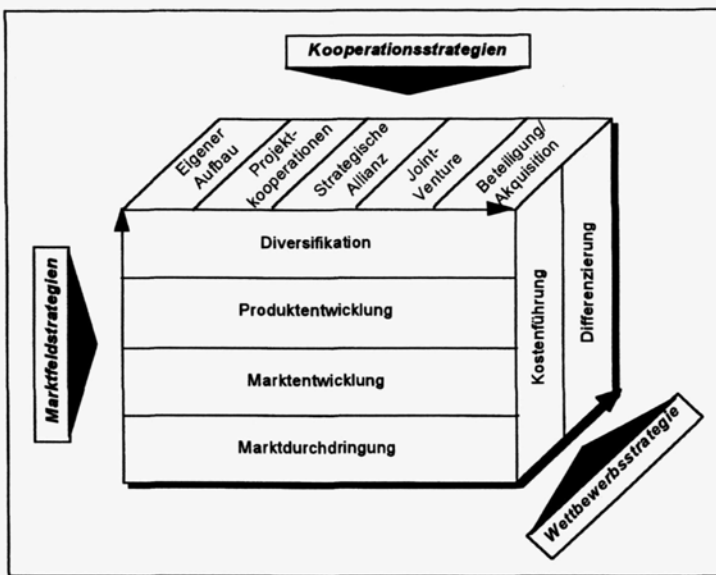 Kooperationsstrategien
Eigener
Aufbau
Projekt-
kooperationen
Strategische
Allianz
Joint-
Venture
Beteiligung/
Akquisition
Marktfeldstrategien
Diversifikation
Produktentwicklung
Marktentwicklung
Marktdurchdringung
Kostenführung
Differenzierung
Wettbewerbsstrategie